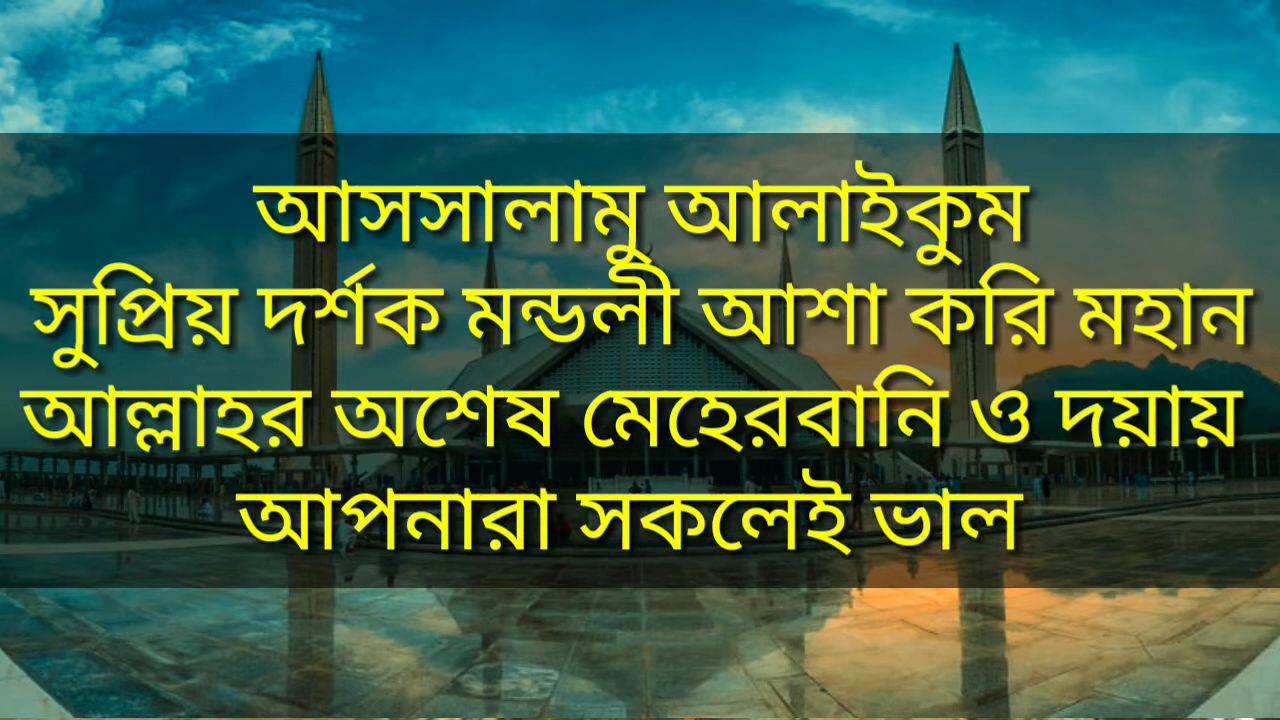 আসসালামু আলাইকুম
সুপ্রিয় দর্শক মন্ডলী আশা করি মহান
আল্লাহর অশেষ মেহেরবানি ও দয়ায়
আপনারা সকলেই ভাল